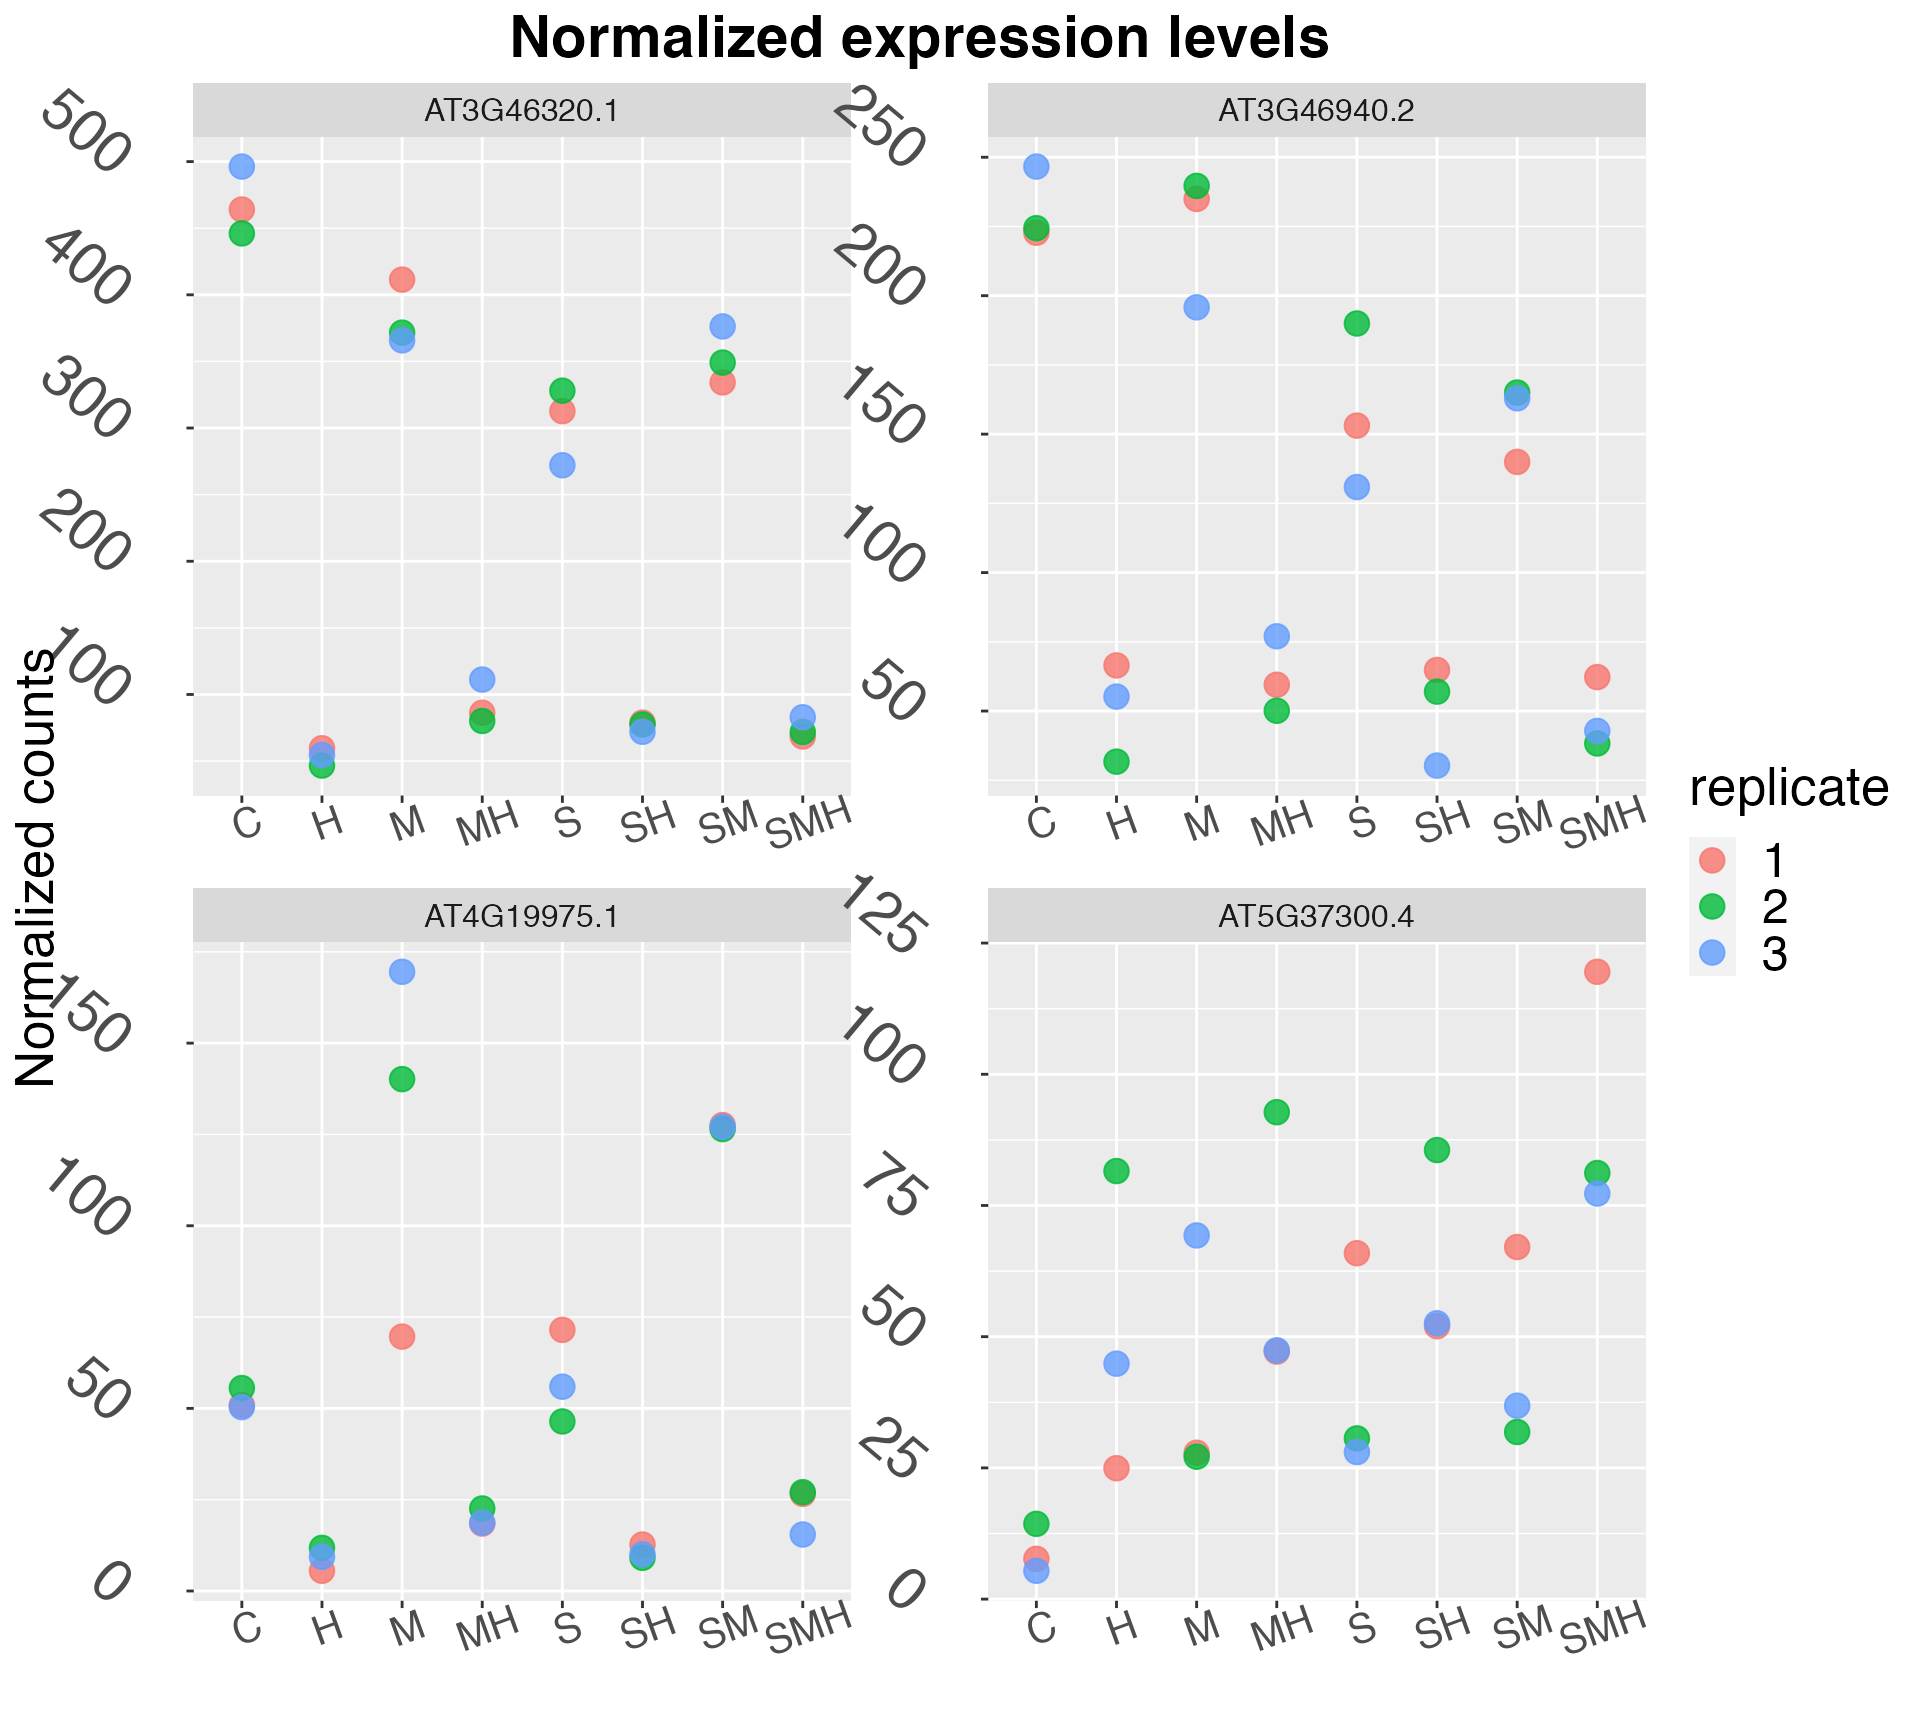 Normalized expression levels
AT3G46320.1
500
400
300
200
100
C H M MH S SH SM SMH
AT3G46940.2
250
200
150
100
50
C H M MH S SH SM SMH
Normalized counts
AT4G19975.1
150
100
50
0
C H M MH S SH SM SMH
AT5G37300.4
125
100
75
50
25
0
C H M MH S SH SM SMH
replicate
1
2
3